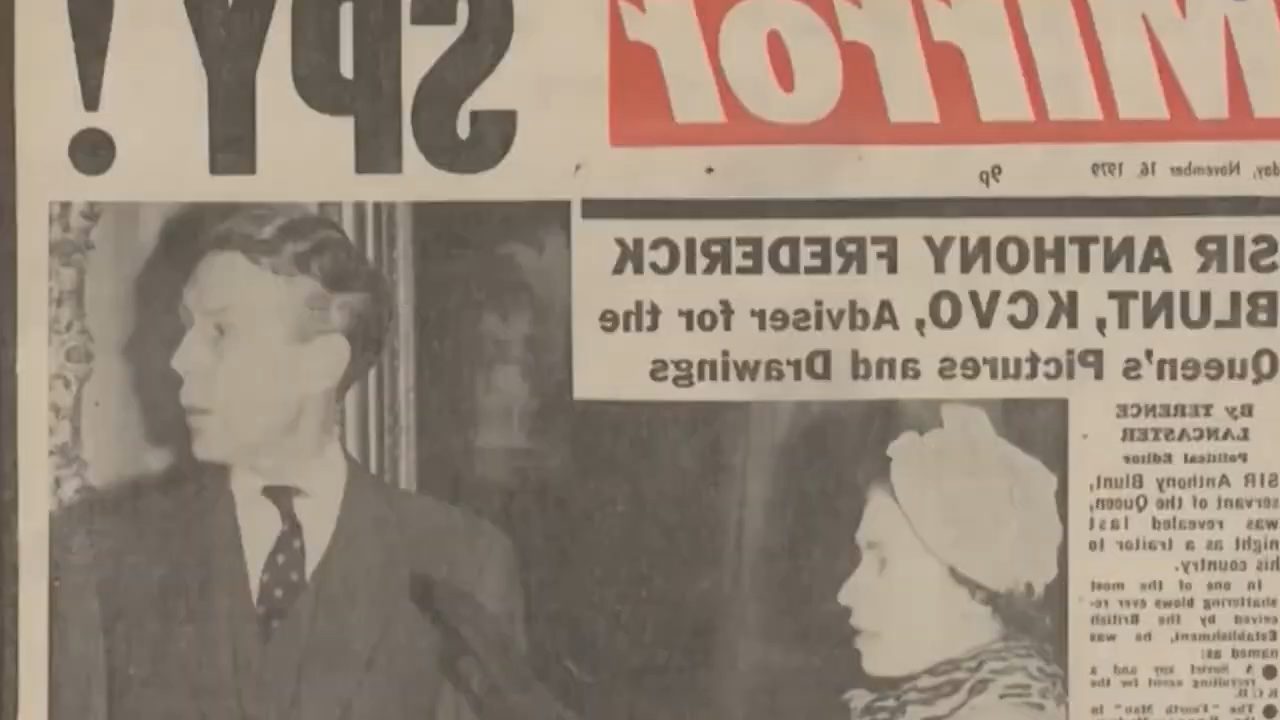 SPY!
Mirror
day, November 16, 1979
9p
SIR ANTHONY FREDERICK
BLUNT, KCVO, Adviser for the
Queen's Pictures and Drawings
By TERENCE
LANCASTER
Political Editor
SIR Anthony Blunt,
servant of the Queen,
was revealed last
night as a traitor to
his country.
In one of the most
shattering blows ever re-
ceived by the British
Establishment, he was
named as:
● A Soviet spy and a
recruiting agent for the
K G B.
● The "Fourth Man" in